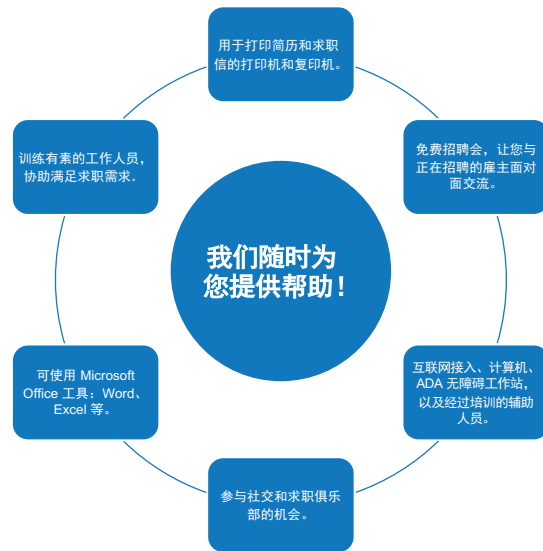 用于打印简历和求职
信的打印机和复印机。
免费招聘会，让您与
正在招聘的雇主面对
面交流。
互联网接入、计算机、
ADA 无障碍工作站，
以及经过培训的辅助
人员。
参与社交和求职俱乐
部的机会。
可使用 Microsoft
Office 工具：Word、
Excel 等。
训练有素的工作人员，
协助满足求职需求。
我们随时为
您提供帮助！